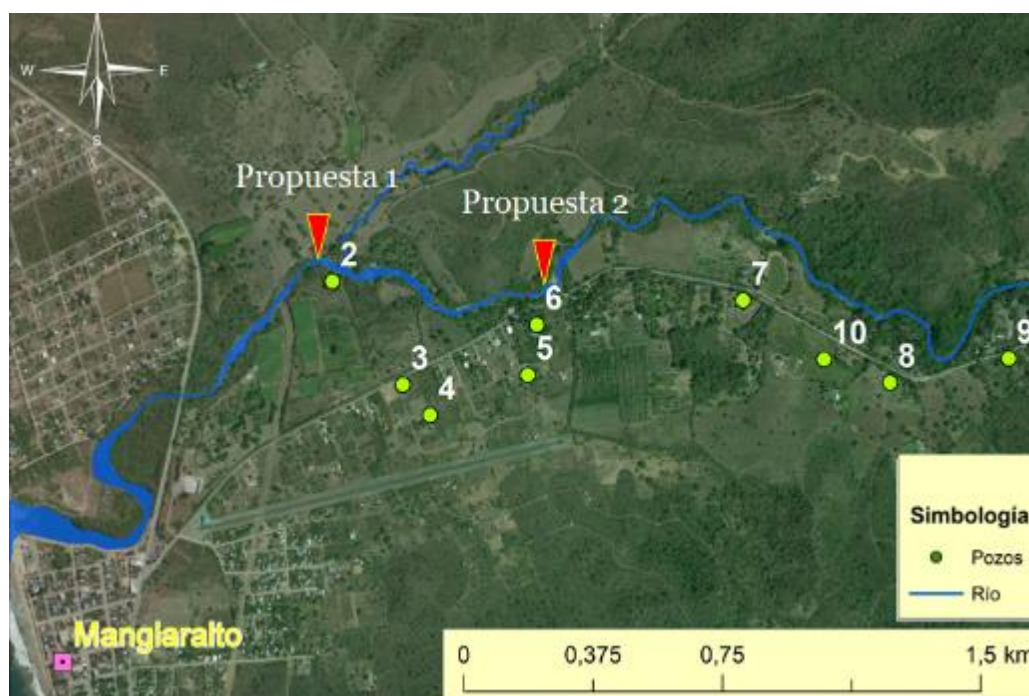 W E
S
Propuesta 1
Propuesta 2
2
6
7
3
5
10
4
8
9
Simbología
Pozos
Río
Manglaralto
0 0,375 0,75 1,5 km